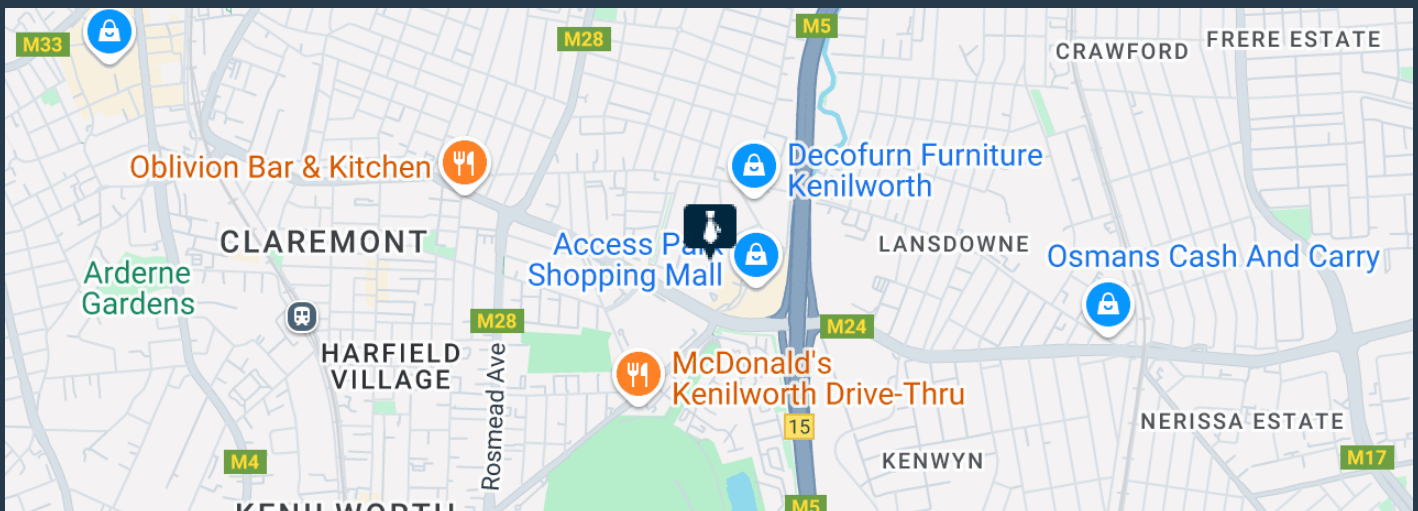 M33
M28
M5
CRAWFORD
FRERE ESTATE
Oblivion Bar & Kitchen
Decofurn Furniture
Kenilworth
CLAREMONT
Access Park
Shopping Mall
LANSDOWNE
Osmans Cash And Carry
Arderne
Gardens
M28
M24
HARFIELD
VILLAGE
Rosmead Ave
McDonald's
Kenilworth Drive-Thru
15
NERISSA ESTATE
M4
KENWYN
M17
KENILWORTH
M5